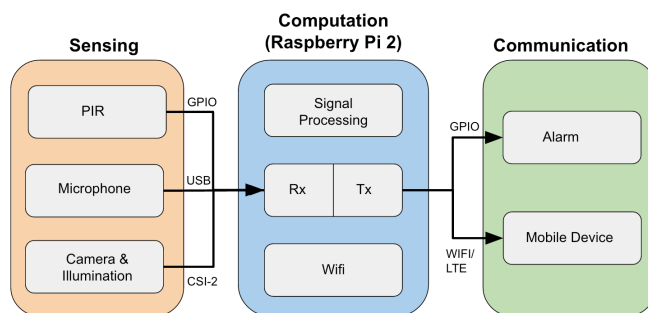 Sensing
PIR
GPIO
Microphone
USB
Camera &
Illumination
CSI-2
Computation
(Raspberry Pi 2)
Signal
Processing
Rx
Tx
Wifi
Communication
GPIO
Alarm
Mobile Device
WIFI/
LTE